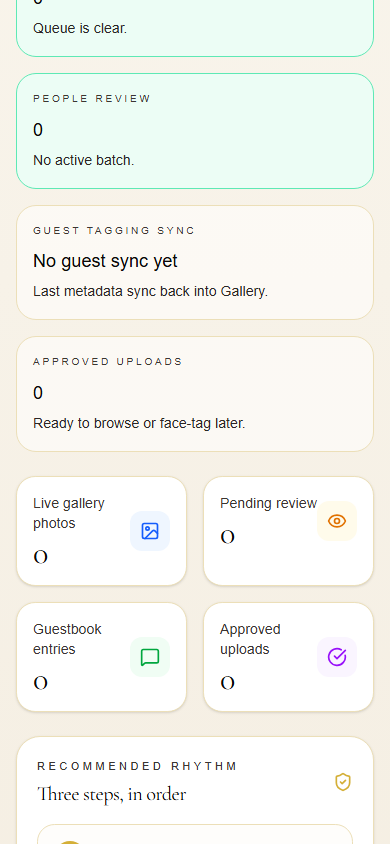 0
Queue is clear.
PEOPLE REVIEW
0
No active batch.
GUEST TAGGING SYNC
No guest sync yet
Last metadata sync back into Gallery.
APPROVED UPLOADS
0
Ready to browse or face-tag later.
Live gallery
photos
0
Pending review
0
Guestbook
entries
0
Approved
uploads
0
RECOMMENDED RHYTHM
Three steps, in order